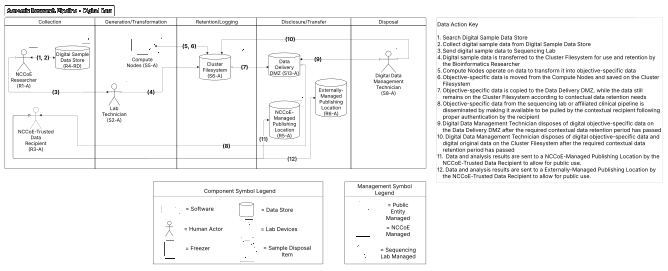 Genomic Sequencing Pipeline - Digital Data
Collection
Generation/Transformation
Retention/Logging
Disclosure/Transfer
Disposal
(1, 2)
Digital Sample
Data Store
(R4-RD)
NCCoE
Researcher
(R1-A)
(3)
Compute
Nodes
(S5-A)
(5, 6)
Lab
Technician
(S2-A)
(4)
Cluster
Filesystem
(S6-A)
(7)
(10)
Data
Delivery
DMZ (S13-A)
(9)
Digital Data
Management
Technician
(S8-A)
Externally-
Managed
Publishing
Location
(R6-A)
NCCoE-
Managed
Publishing
Location
(R5-A)
NCCoE-Trusted
Data
Recipient
(R3-A)
(8)
(11)
(12)
Data Action Key
1. Search Digital Sample Data Store
2. Collect digital sample data from Digital Sample Data Store
3. Send digital sample data to Sequencing Lab
4. Digital sample data is transferred to the Cluster Filesystem for use and retention by
the Bioinformatics Researcher
5. Compute Nodes operate on data to transform it into objective-specific data
6. Objective-specific data is moved from the Compute Nodes and saved on the Cluster
Filesystem
7. Objective-specific data is copied to the Data Delivery DMZ, while the data still
remains on the Cluster Filesystem according to contextual data retention needs
8. Objective-specific data from the sequencing lab or affiliated clinical pipeline is
disseminated by making it available to be pulled by the contextual recipient following
proper authentication by the recipient
9. Digital Data Management Technician disposes of digital objective-specific data on
the Data Delivery DMZ after the required contextual data retention period has passed
10. Digital Data Management Technician disposes of digital objective-specific data and
digital original data on the Cluster Filesystem after the required contextual data
retention period has passed
11. Data and analysis results are sent to a NCCoE-Managed Publishing Location by the
NCCoE-Trusted Data Recipient to allow for public use.
12. Data and analysis results are sent to a Externally-Managed Publishing Location by
the NCCoE-Trusted Data Recipient to allow for public use.
Component Symbol Legend
= Software
= Data Store
= Human Actor
= Lab Devices
= Freezer
= Sample Disposal
Item
Management Symbol
Legend
= Public
Entity
Managed
= NCCoE
Managed
= Sequencing
Lab Managed